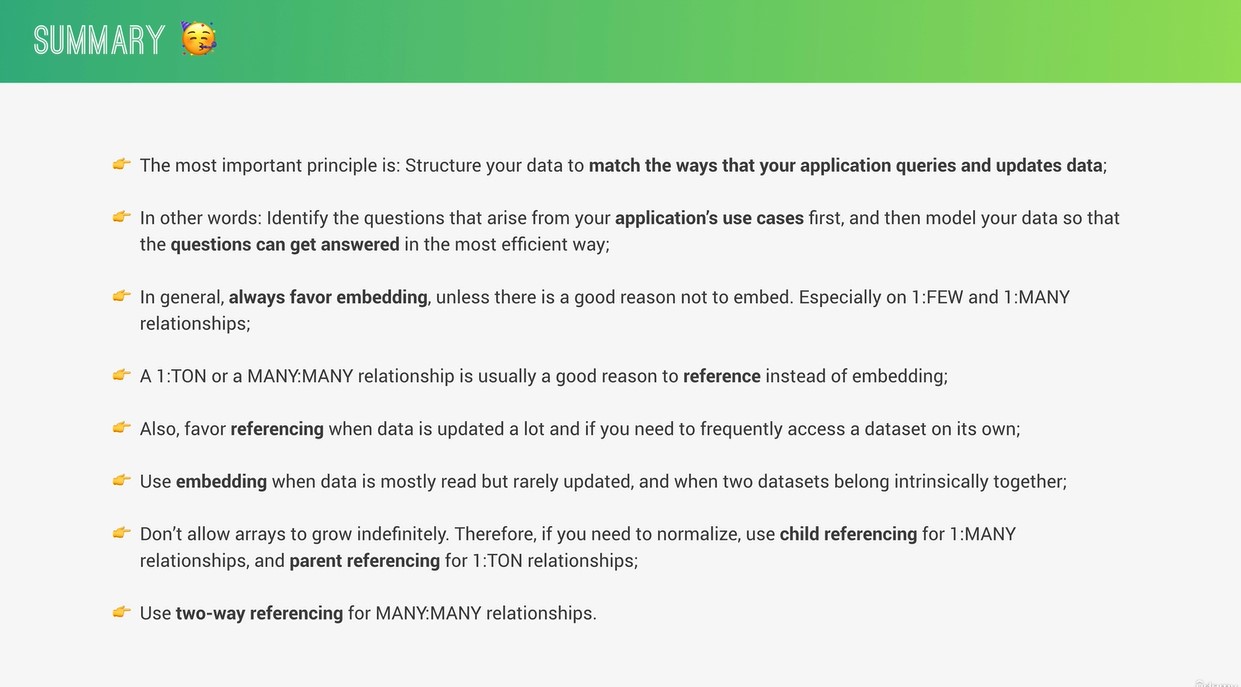 SUMMARY
The most important principle is: Structure your data to match the ways that your application queries and updates data;
In other words: Identify the questions that arise from your application’s use cases first, and then model your data so that
the questions can get answered in the most efficient way;
In general, always favor embedding, unless there is a good reason not to embed. Especially on 1:FEW and 1:MANY
relationships;
A 1:TON or a MANY:MANY relationship is usually a good reason to reference instead of embedding;
Also, favor referencing when data is updated a lot and if you need to frequently access a dataset on its own;
Use embedding when data is mostly read but rarely updated, and when two datasets belong intrinsically together;
Don’t allow arrays to grow indefinitely. Therefore, if you need to normalize, use child referencing for 1:MANY
relationships, and parent referencing for 1:TON relationships;
Use two-way referencing for MANY:MANY relationships.